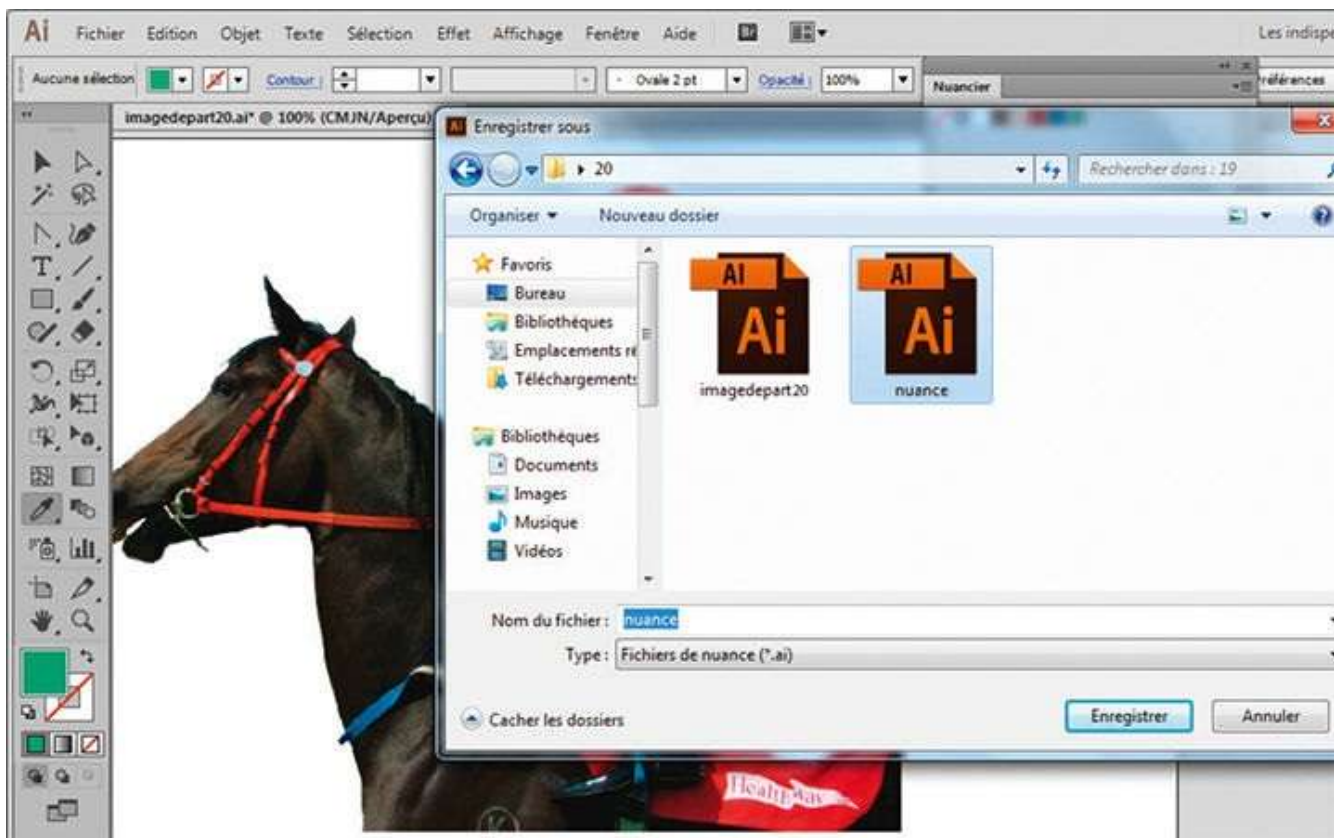 Ai Fichier Edition Objet Texte Sélection Effet Affichage Fenêtre Aide Br Les indispe
Aucune sélection Contour : Ovale 2 pt Opacité : 100% Nuancier références
imagedepart20.ai* @ 100% (CMJN/Aperçu)
Enregistrer sous
20 Rechercher dans : 19
Organiser Nouveau dossier
Favoris
Bureau
Bibliothèques
Emplacements ré
Téléchargements
Bibliothèques
Documents
Images
Musique
Vidéos
AI AI
Ai Ai
imagedepart20 nuance
Nom du fichier : nuance
Type : Fichiers de nuance (*.ai)
Cacher les dossiers Enregistrer Annuler
HealthWay